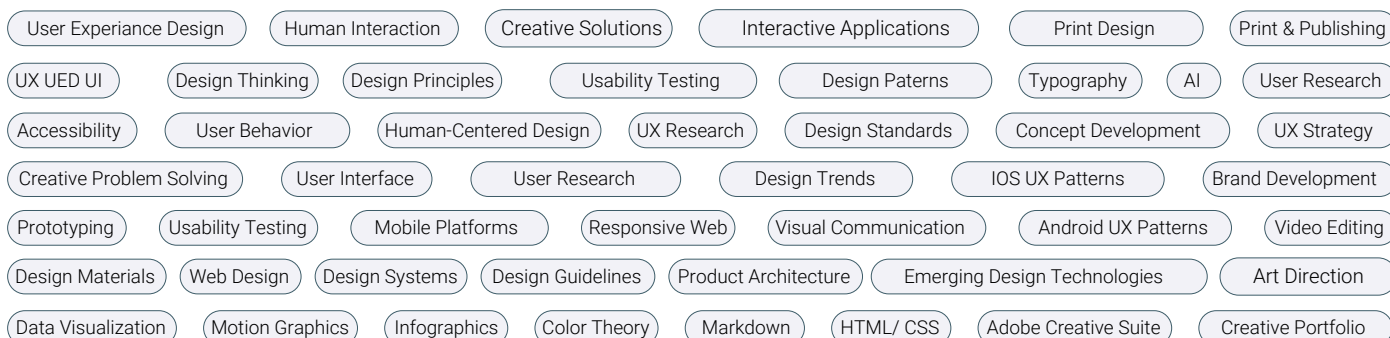 User Experiance Design Human Interaction Creative Solutions Interactive Applications Print Design Print & Publishing
UX UED UI Design Thinking Design Principles Usability Testing Design Paterns Typography AI User Research
Accessibility User Behavior Human-Centered Design UX Research Design Standards Concept Development UX Strategy
Creative Problem Solving User Interface User Research Design Trends IOS UX Patterns Brand Development
Prototyping Usability Testing Mobile Platforms Responsive Web Visual Communication Android UX Patterns Video Editing
Design Materials Web Design Design Systems Design Guidelines Product Architecture Emerging Design Technologies Art Direction
Data Visualization Motion Graphics Infographics Color Theory Markdown HTML/ CSS Adobe Creative Suite Creative Portfolio